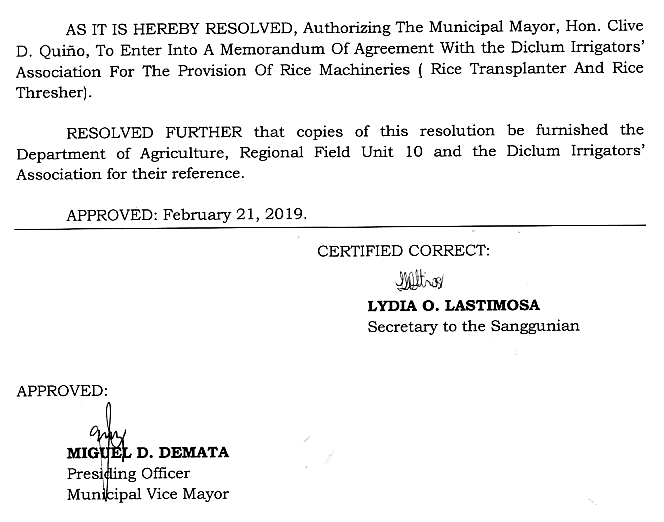 AS IT IS HEREBY RESOLVED, Authorizing The Municipal Mayor, Hon. Clive
D. Quiño, To Enter Into A Memorandum Of Agreement With the Diclum Irrigators'
Association For The Provision Of Rice Machineries ( Rice Transplanter And Rice
Thresher).
RESOLVED FURTHER that copies of this resolution be furnished the
Department of Agriculture, Regional Field Unit 10 and the Diclum Irrigators'
Association for their reference.
APPROVED: February 21, 2019.
CERTIFIED CORRECT:
LYDIA O. LASTIMOSA
Secretary to the Sanggunian
APPROVED:
MIGUEL D. DEMATA
Presiding Officer
Municipal Vice Mayor